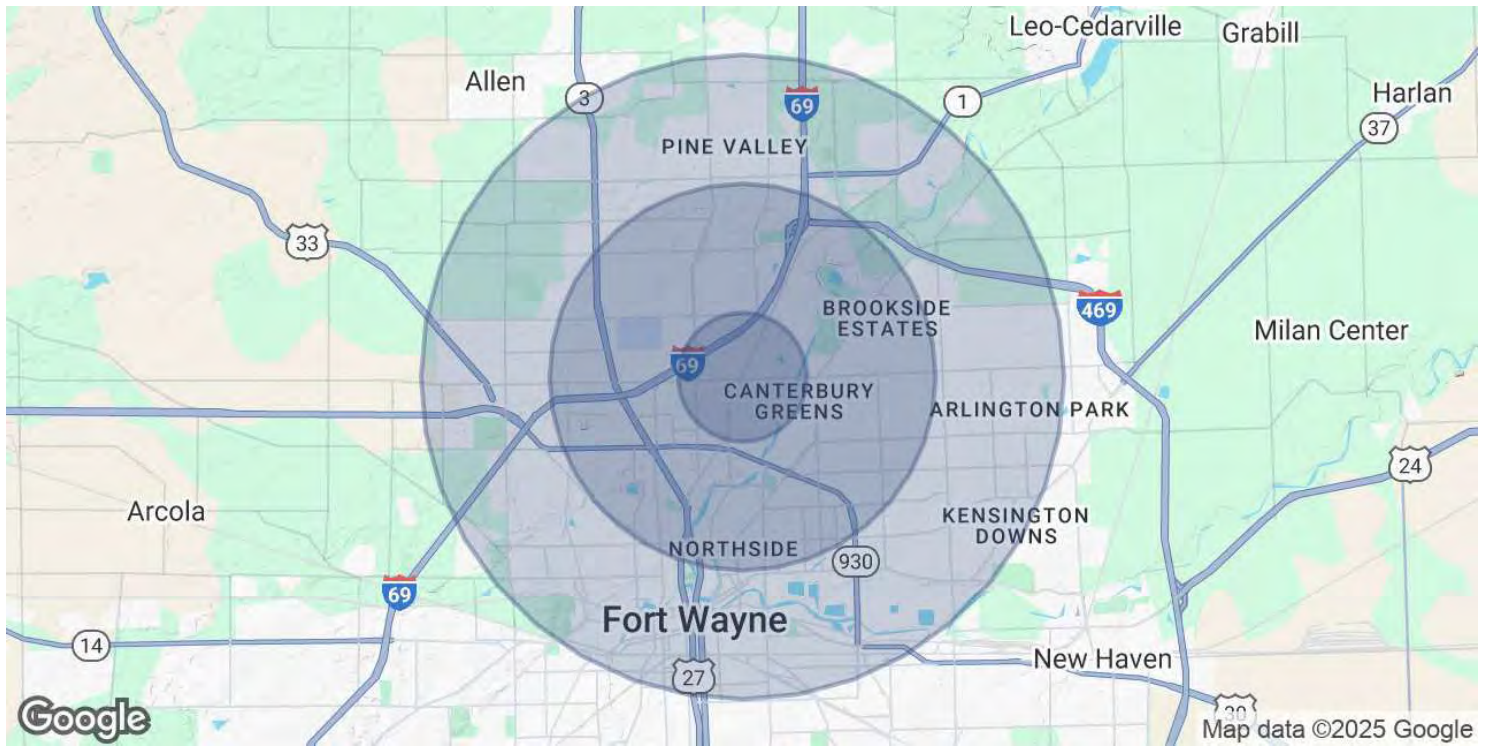 Leo-Cedarville
Grabill
Allen
3
69
1
Harlan
37
PINE VALLEY
33
BROOKSIDE
ESTATES
469
Milan Center
69
CANTERBURY
GREENS
ARLINGTON PARK
24
Arcola
KENSINGTON
DOWNS
NORTHSIDE
930
69
Fort Wayne
14
New Haven
27
30
Google
Map data ©2025 Google